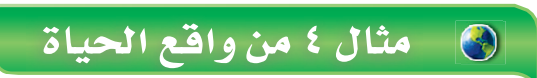 مثال ٤ من واقع الحياة